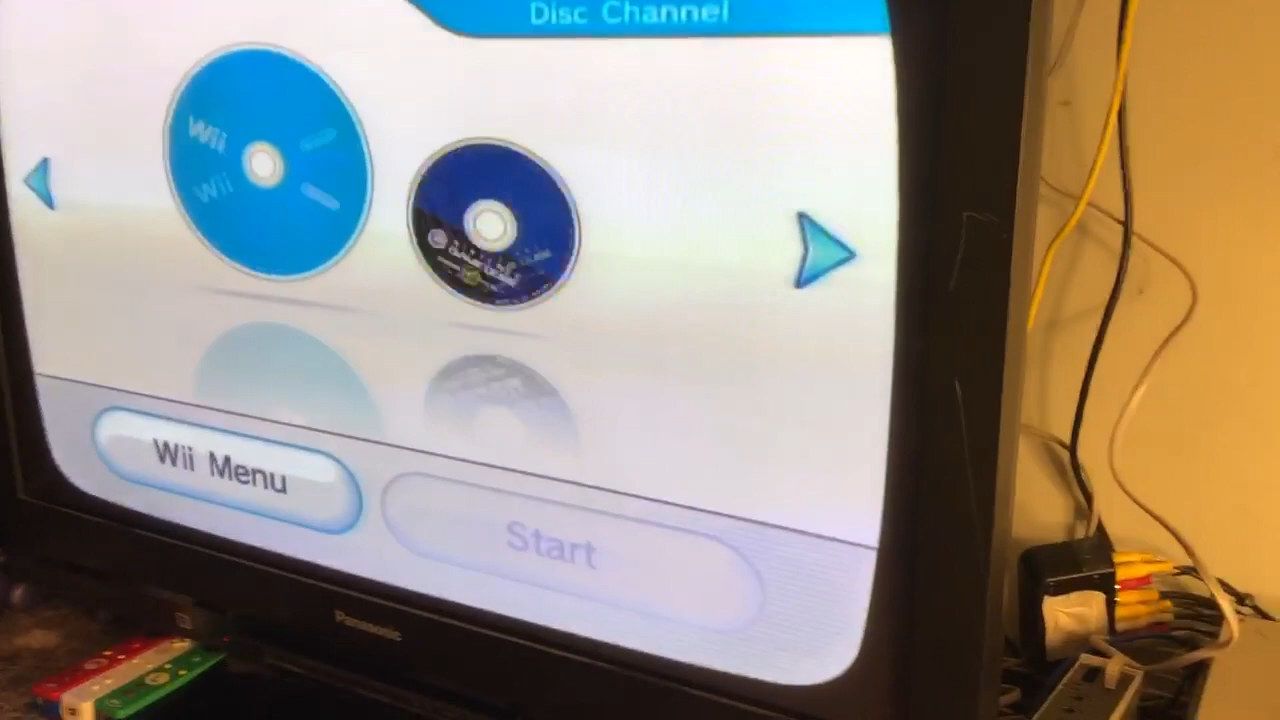 Disc Channel
Wii
Wii
Wii Menu
Start
Panasonic